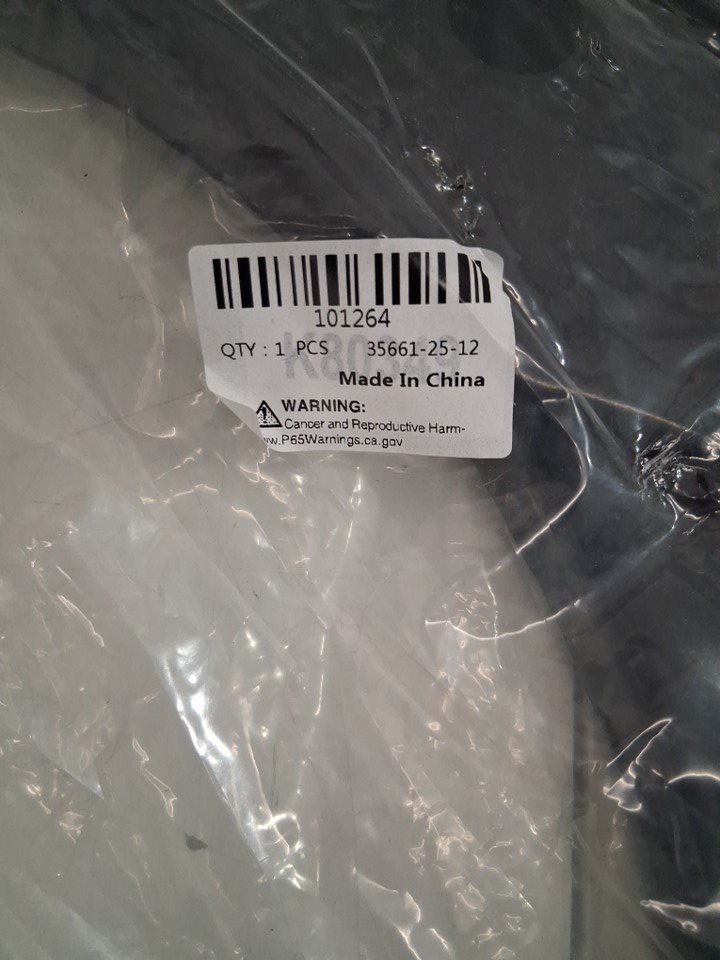 101264
QTY : 1 PCS 35661-25-12
Made In China
WARNING:
Cancer and Reproductive Harm-
.P65Warnings.ca.gov